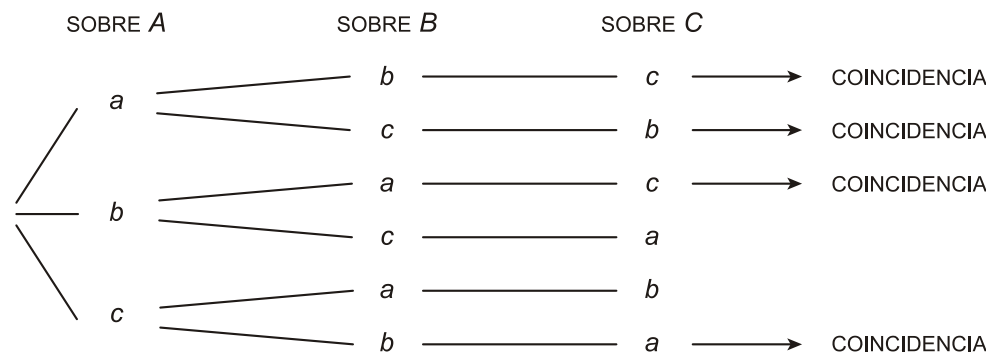 SOBRE A SOBRE B SOBRE C
b c COINCIDENCIA
a
c b COINCIDENCIA
a c COINCIDENCIA
b
c a
a b
c
b a COINCIDENCIA